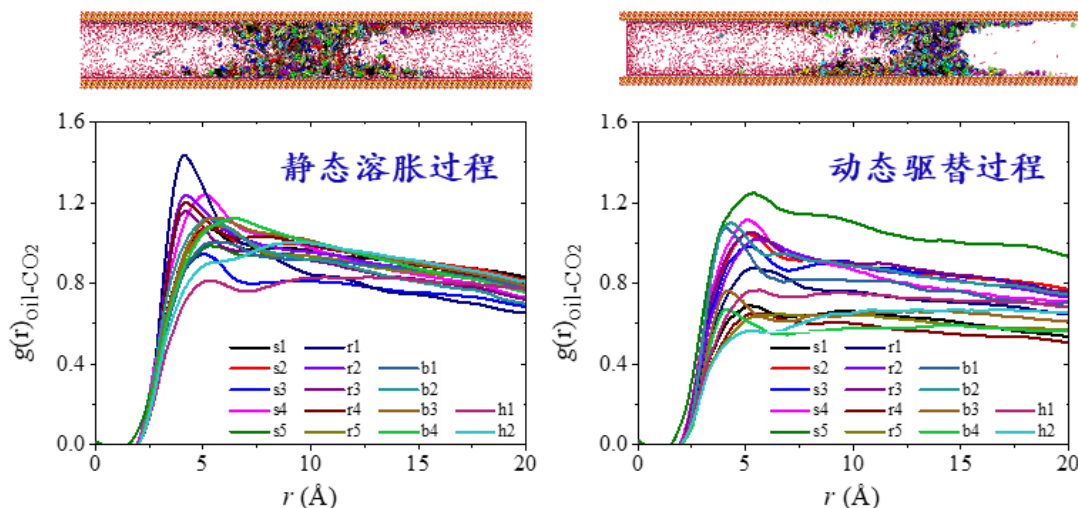 1.6
1.2
0.8
0.4
0.0
g(r)oil-CO2
静态溶胀过程
s1 r1
s2 r2 b1
s3 r3 b2
s4 r4 b3 h1
s5 r5 b4 h2
0 5 10 15 20
r (Å)
1.6
1.2
0.8
0.4
0.0
g(r)oil-CO2
动态驱替过程
s1 r1
s2 r2 b1
s3 r3 b2
s4 r4 b3 h1
s5 r5 b4 h2
0 5 10 15 20
r (Å)